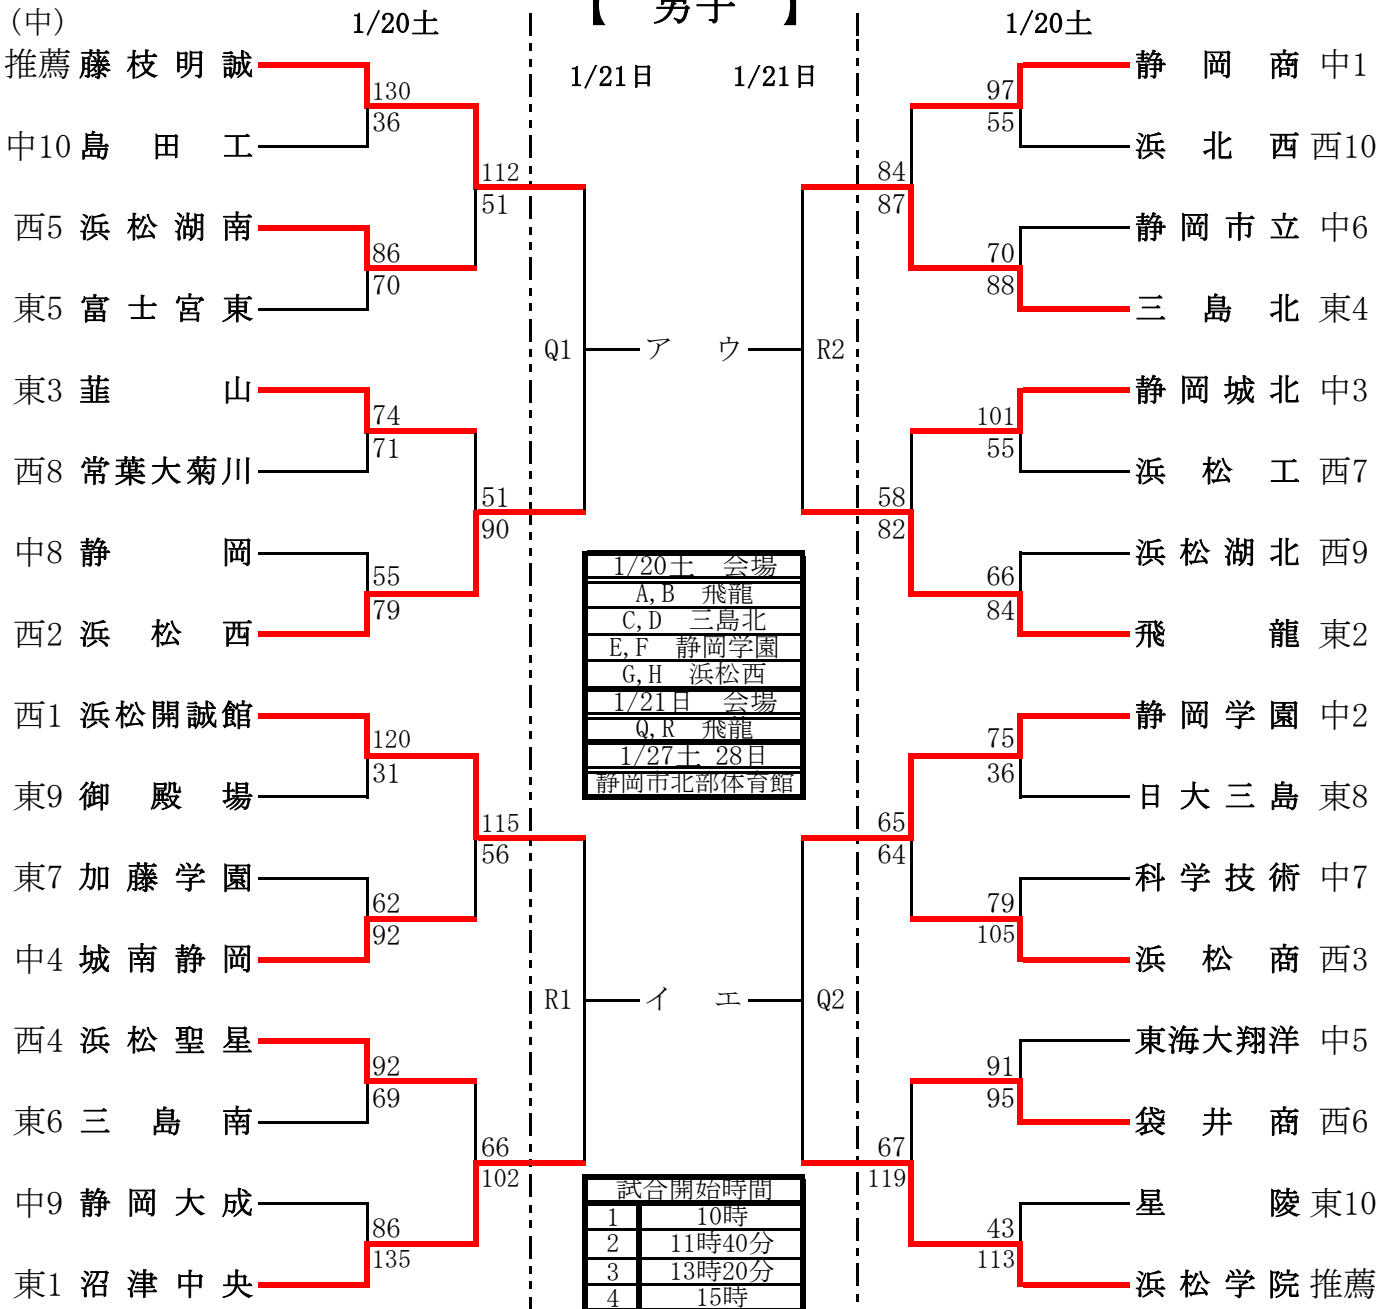 【 男子 】
(中)
1/20土
1/20土
1/21日 1/21日
推薦 藤枝明誠
130
36
中10 島田工
112
51
西5 浜松湖南
86
70
東5 富士宮東
Q1 ア
東3 韮山
74
71
西8 常葉大菊川
51
90
中8 静岡
55
79
西2 浜松西
西1 浜松開誠館
120
31
東9 御殿場
115
56
東7 加藤学園
62
92
中4 城南静岡
R1 イ
西4 浜松聖星
92
69
東6 三島南
66
102
中9 静岡大成
86
135
東1 沼津中央
1/20土 会場
A,B 飛龍
C,D 三島北
E,F 静岡学園
G,H 浜松西
1/21日 会場
Q,R 飛龍
1/27土 28日
静岡市北部体育館
試合開始時間
1 10時
2 11時40分
3 13時20分
4 15時
静岡商 中1
97
55
浜北西 西10
84
87
静岡市立 中6
70
88
三島北 東4
ウ R2
静岡城北 中3
101
55
浜松工 西7
58
82
浜松湖北 西9
66
84
飛龍 東2
静岡学園 中2
75
36
日大三島 東8
65
64
科学技術 中7
79
105
浜松商 西3
エ Q2
東海大翔洋 中5
91
95
袋井商 西6
67
119
星陵 東10
43
113
浜松学院 推薦